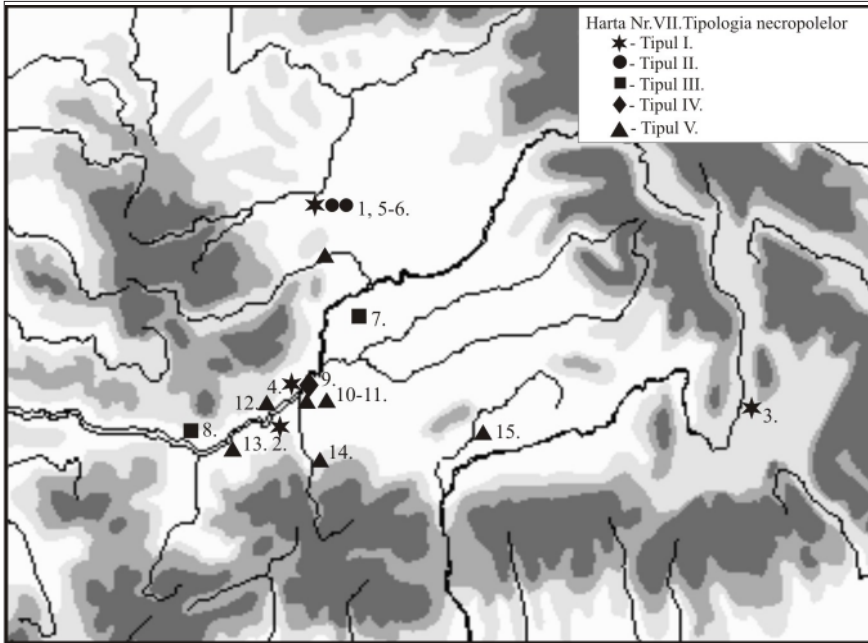 Harta Nr.VII.Tipologia necropolelor
- Tipul I.
- Tipul II.
- Tipul III.
- Tipul IV.
- Tipul V.
1, 5-6.
7.
4.
9.
12.
10-11.
3.
8.
13.
2.
14.
15.